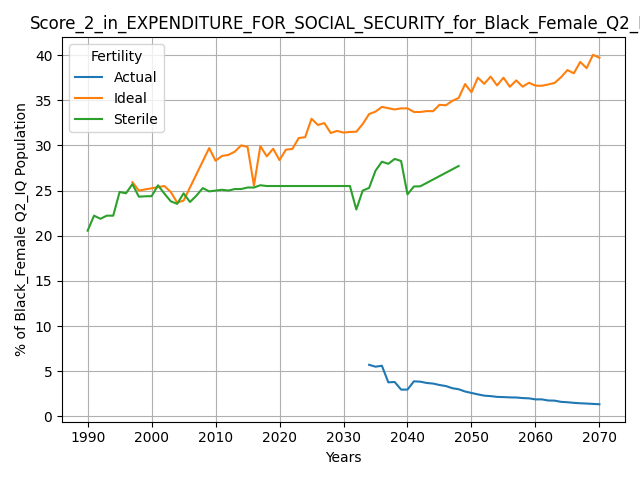 Score_2_in_EXPENDITURE_FOR_SOCIAL_SECURITY_for_Black_Female_Q2_I
Fertility
Actual
Ideal
Sterile
% of Black_Female Q2_IQ Population
40
35
30
25
20
15
10
5
0
1990 2000 2010 2020 2030 2040 2050 2060 2070
Years